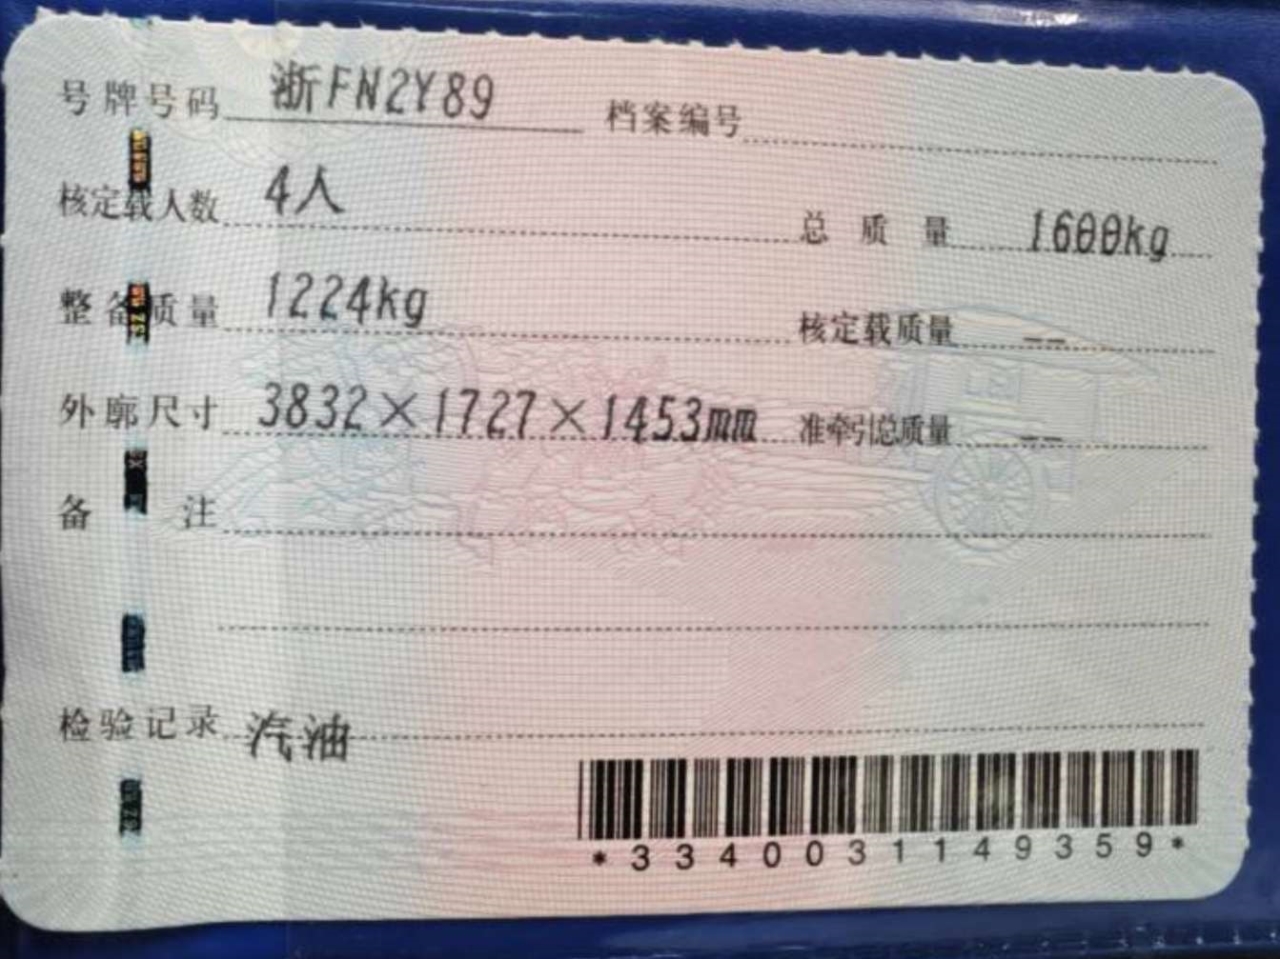 号牌号码 浙FN2Y89 档案编号
核定载人数 4人 总质量 1600kg
整备质量 1224kg 核定载质量 --
外廓尺寸 3832×1727×1453mm 准牵引总质量 --
备注
检验记录 汽油
*3340031149359*